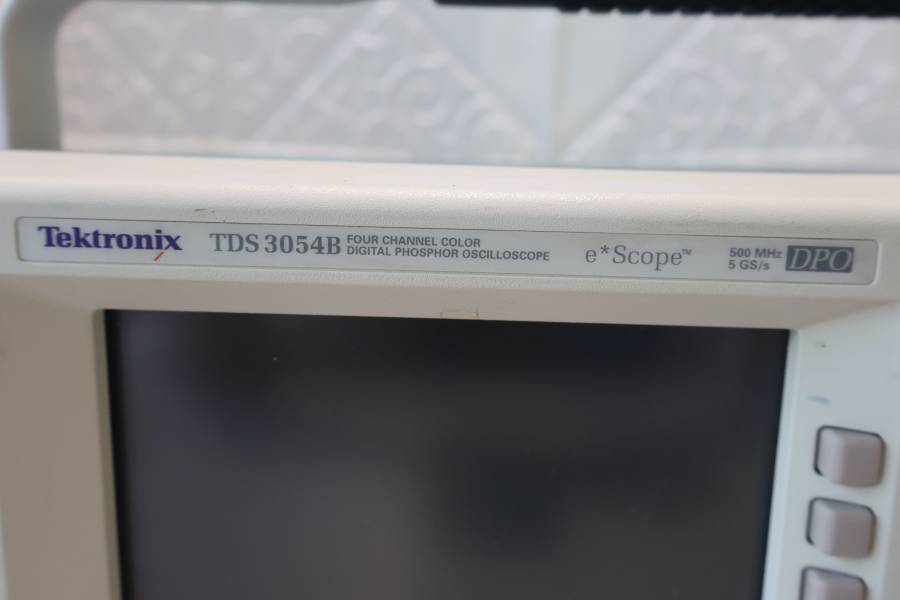 Tektronix TDS 3054B FOUR CHANNEL COLOR
DIGITAL PHOSPHOR OSCILLOSCOPE
e*Scope™
500 MHz
5 GS/s
DPO